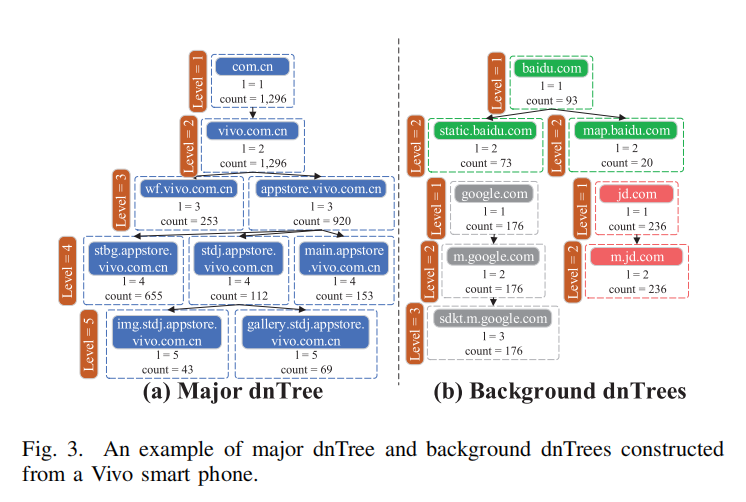 Level = 1
com.cn
l = 1
count = 1,296
Level = 2
vivo.com.cn
l = 2
count = 1,296
Level = 3
wf.vivo.com.cn
l = 3
count = 253
appstore.vivo.com.cn
l = 3
count = 920
Level = 4
stbg.appstore.
vivo.com.cn
l = 4
count = 655
stdj.appstore.
vivo.com.cn
l = 4
count = 112
main.appstore
.vivo.com.cn
l = 4
count = 153
Level = 5
img.stdj.appstore.
vivo.com.cn
l = 5
count = 43
gallery.stdj.appstore.
vivo.com.cn
l = 5
count = 69
(a) Major dnTree
Level = 1
baidu.com
l = 1
count = 93
Level = 2
static.baidu.com
l = 2
count = 73
Level = 2
map.baidu.com
l = 2
count = 20
Level = 1
google.com
l = 1
count = 176
Level = 2
m.google.com
l = 2
count = 176
Level = 3
sdkt.m.google.com
l = 3
count = 176
Level = 1
jd.com
l = 1
count = 236
Level = 2
m.jd.com
l = 2
count = 236
(b) Background dnTrees
Fig. 3. An example of major dnTree and background dnTrees constructed
from a Vivo smart phone.